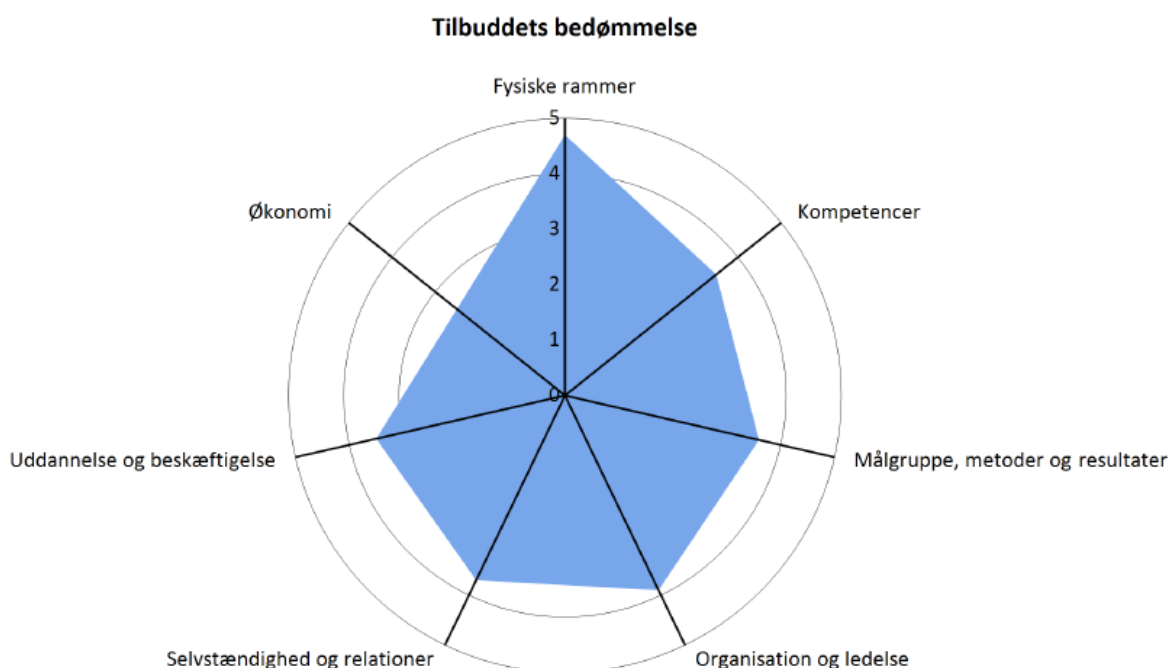 Tilbuddets bedømmelse
Fysiske rammer
5
Økonomi
4
Kompetencer
3
2
1
0
Uddannelse og beskæftigelse
Målgruppe, metoder og resultater
Selvstændighed og relationer
Organisation og ledelse